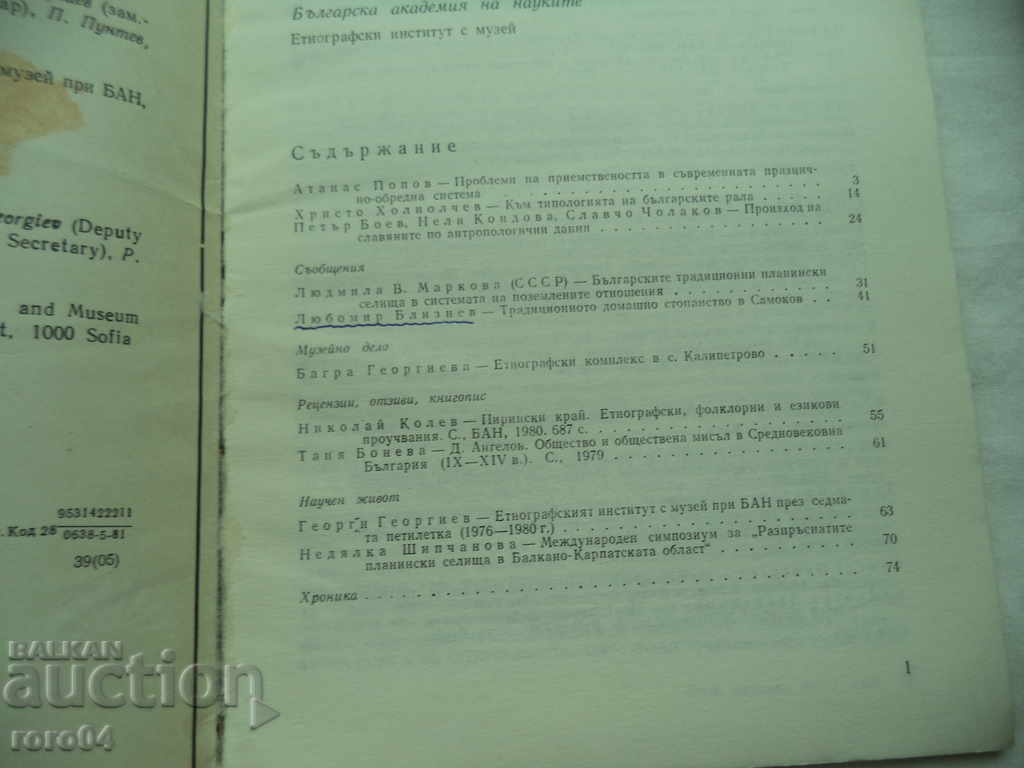 ев (зам.-
ар), П. Пунтев,
музей при БАН,
eorgiev (Deputy
Secretary), P.
and Museum
t, 1000 Sofia
9531422211
. Код 28 0638-5-81
39(05)
Българска академия на науките
Етнографски институт с музей
Съдържание
Атанас Попов — Проблеми на приемствеността в съвременната празнич-
но-обредна система . . . 3
Христо Холиолчев — Към типологията на българските рала . . . 14
Петър Боев, Нели Кондова, Славчо Чолаков — Произход на
славяните по антропологични данни . . . 24
Съобщения
Людмила В. Маркова (СССР) — Българските традиционни планински
селища в системата на поземлените отношения . . . 31
Любомир Близнев — Традиционното домашно стопанство в Самоков . . 41
Музейно дело
Багра Георгиева — Етнографски комплекс в с. Калипетрово . . . . . 51
Рецензии, отзиви, книгопис
Николай Колев — Пирински край. Етнографски, фолклорни и езикови
проучвания. С., БАН, 1980. 687 с. . . . 55
Таня Бонева — Д. Ангелов. Общество и обществена мисъл в Средновековна
България (IX—XIV в.). С., 1979 . . . 61
Научен живот
Георги Георгиев — Етнографският институт с музей при БАН през седма-
та петилетка (1976—1980 г.) . . . 63
Недялка Шипчанова — Международен симпозиум за „Разпръснатите
планински селища в Балкано-Карпатската област“ . . . 70
Хроника . . . 74
1
BALKAN
auction
roro04